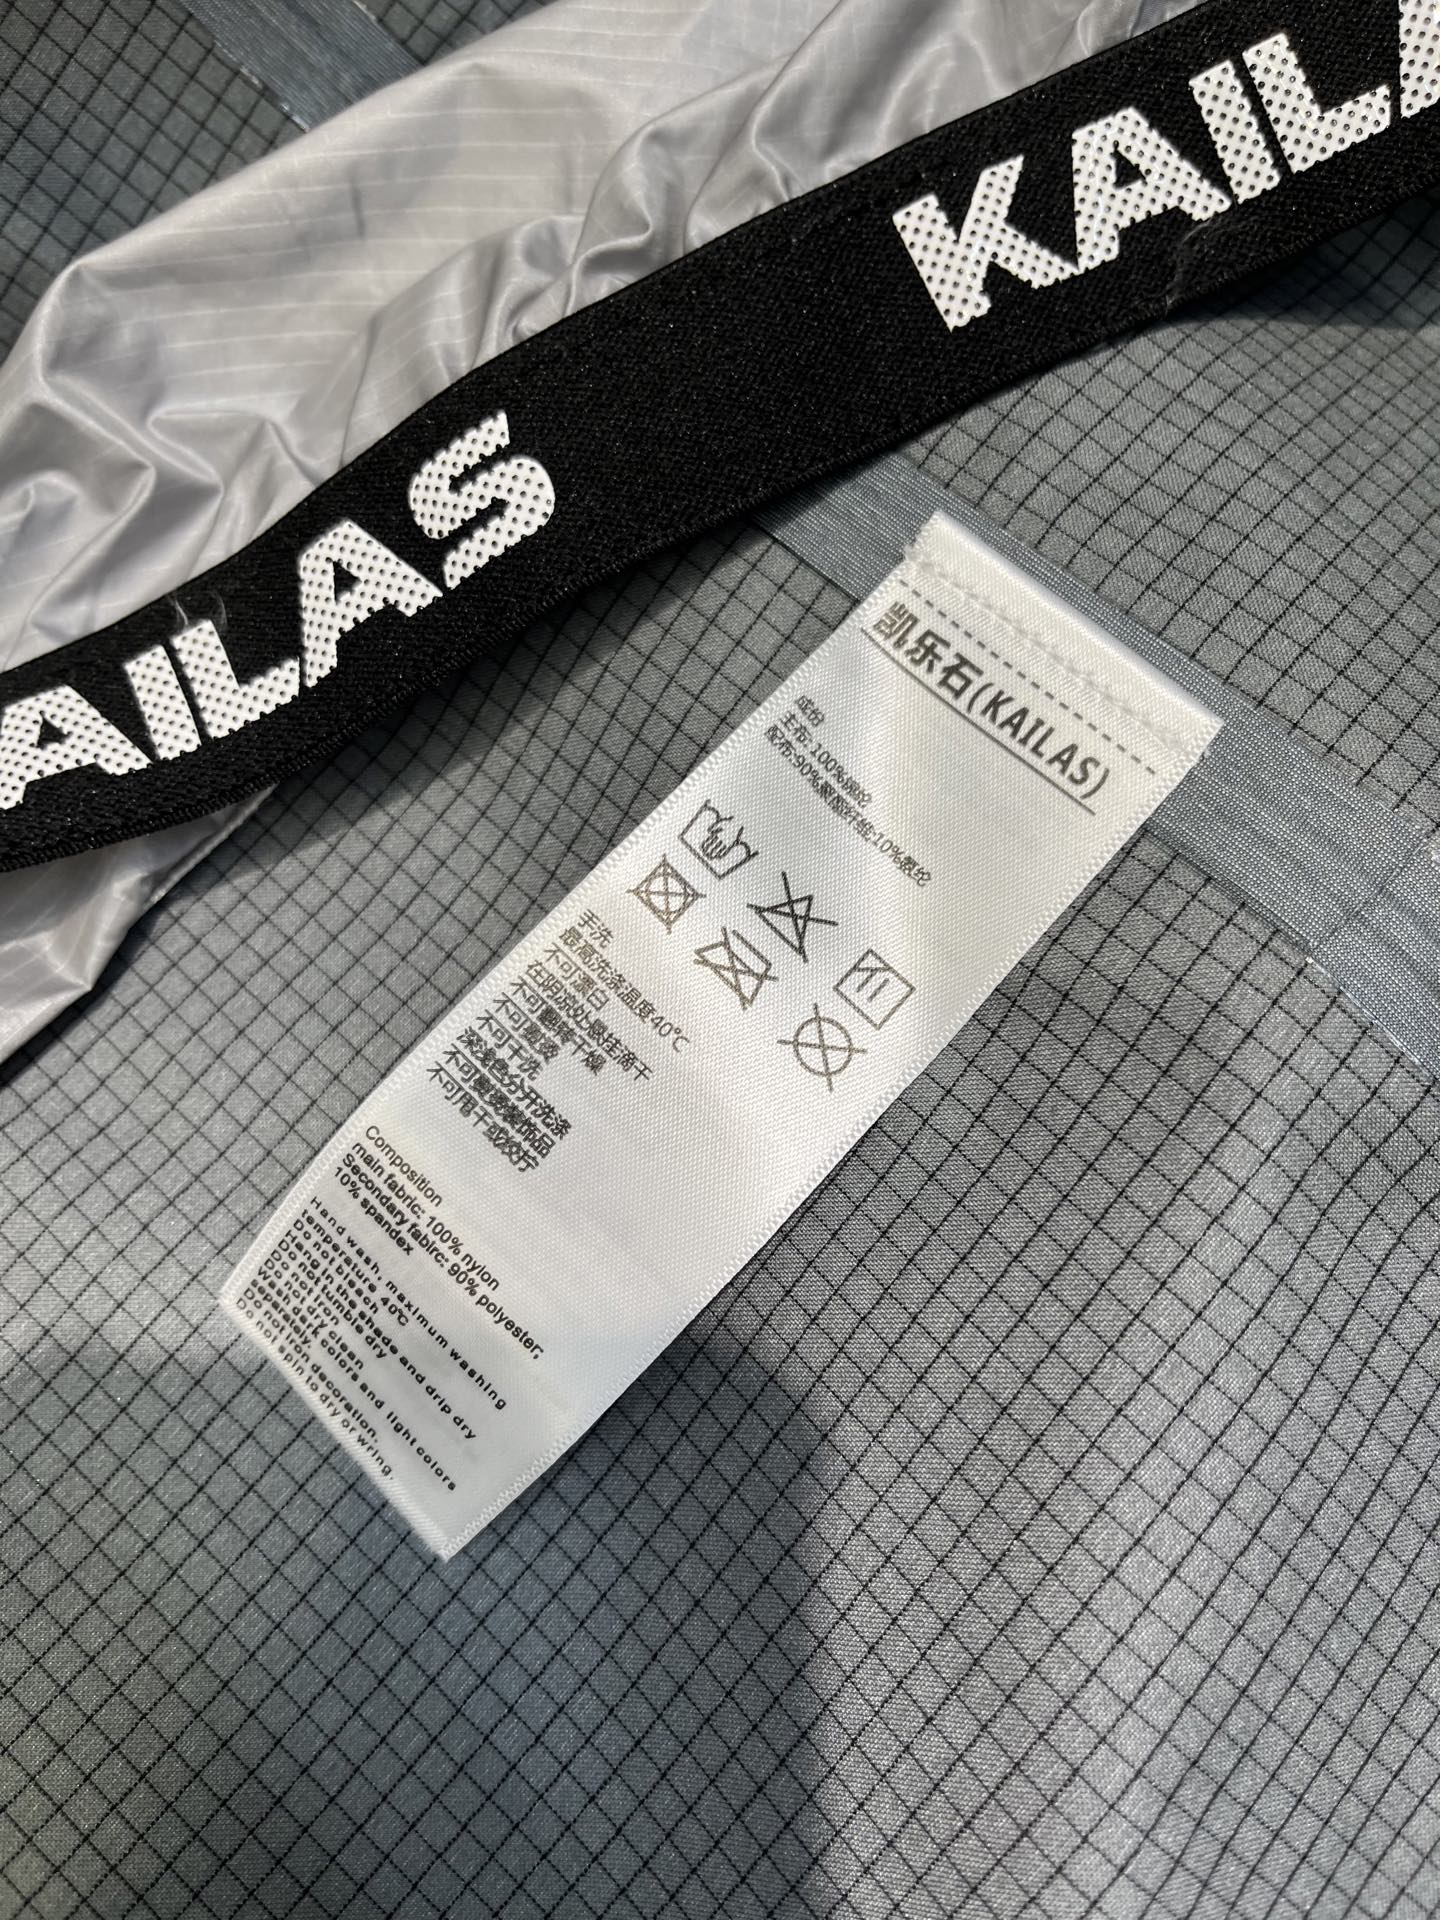 KAILA
AILAS
凯乐石(KAILAS)
成份
主布: 100%锦纶
配布:90%聚酯纤维;10%氨纶
手洗
最高洗涤温度40℃
不可漂白
在阴凉处悬挂滴干
不可翻转干燥
不可熨烫
不可干洗
深浅色分开洗涤
不可熨烫装饰品
不可甩干或绞拧
Composition
main fabric: 100% nylon
Secondary fabirc: 90% polyester;
10% spandex
Hand wash, maximum washing
temperature 40℃
Do not bleach
Hang in the shade and drip dry
Do not tumble dry
Do not iron
Do not dry clean
Wash dark colors and light colors
separately.
Do not iron decoration.
Do not spin to dry or wring.